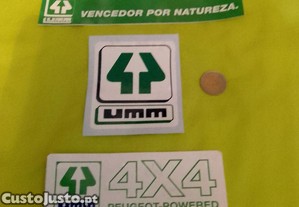 VENCEDOR POR NATUREZA.
umm
4X4
PEUGEOT POWERED
CustoJusto.pt